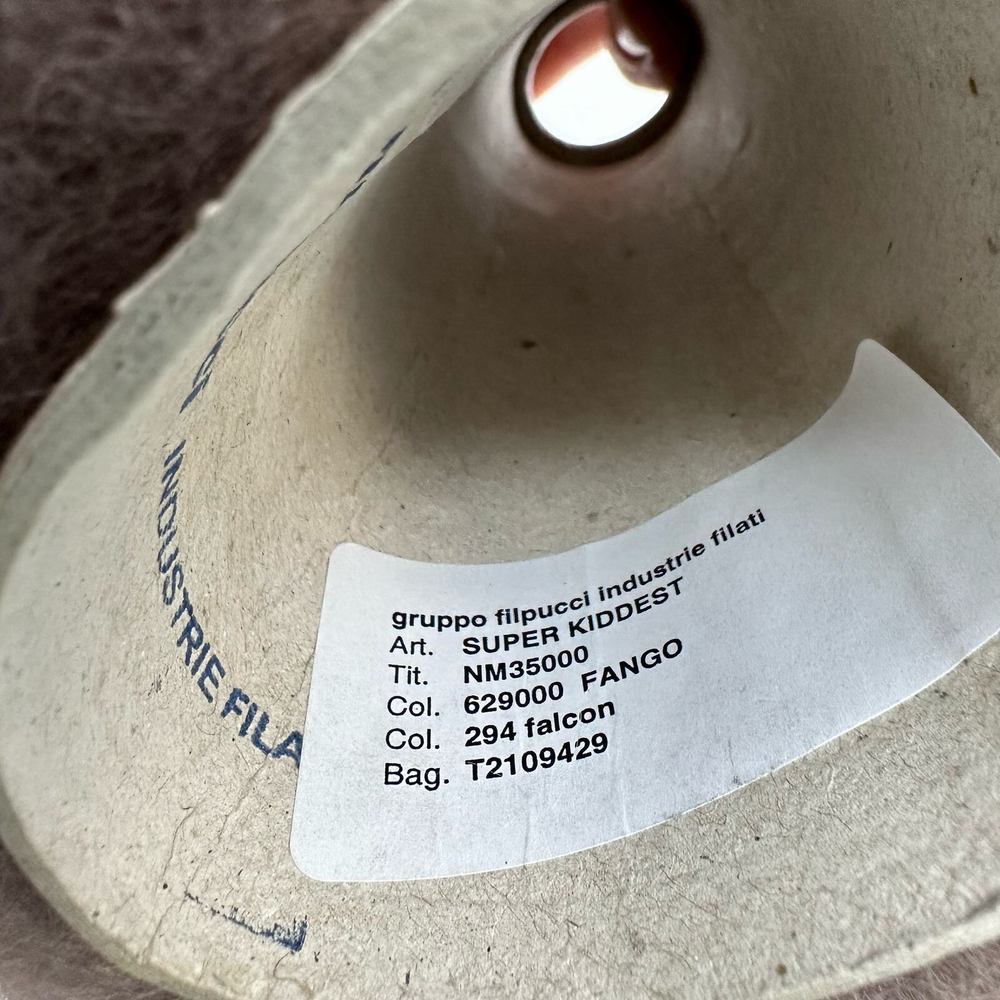 gruppo filpucci industrie filati
Art. SUPER KIDDEST
Tit. NM35000
Col. 629000 FANGO
Col. 294 falcon
Bag. T2109429
INDUSTRIE FILA